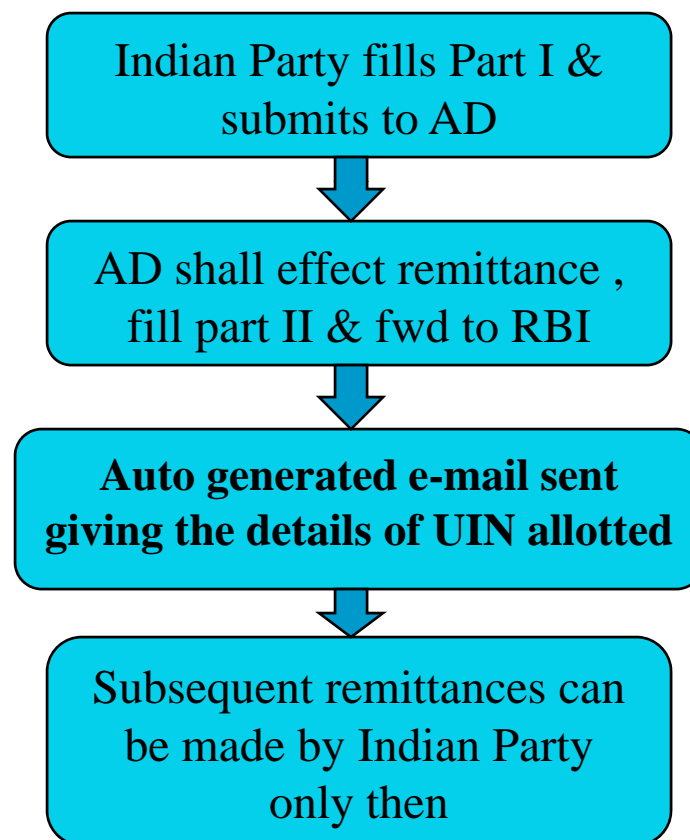 Indian Party fills Part I &
submits to AD
AD shall effect remittance ,
fill part II & fwd to RBI
Auto generated e-mail sent
giving the details of UIN allotted
Subsequent remittances can
be made by Indian Party
only then